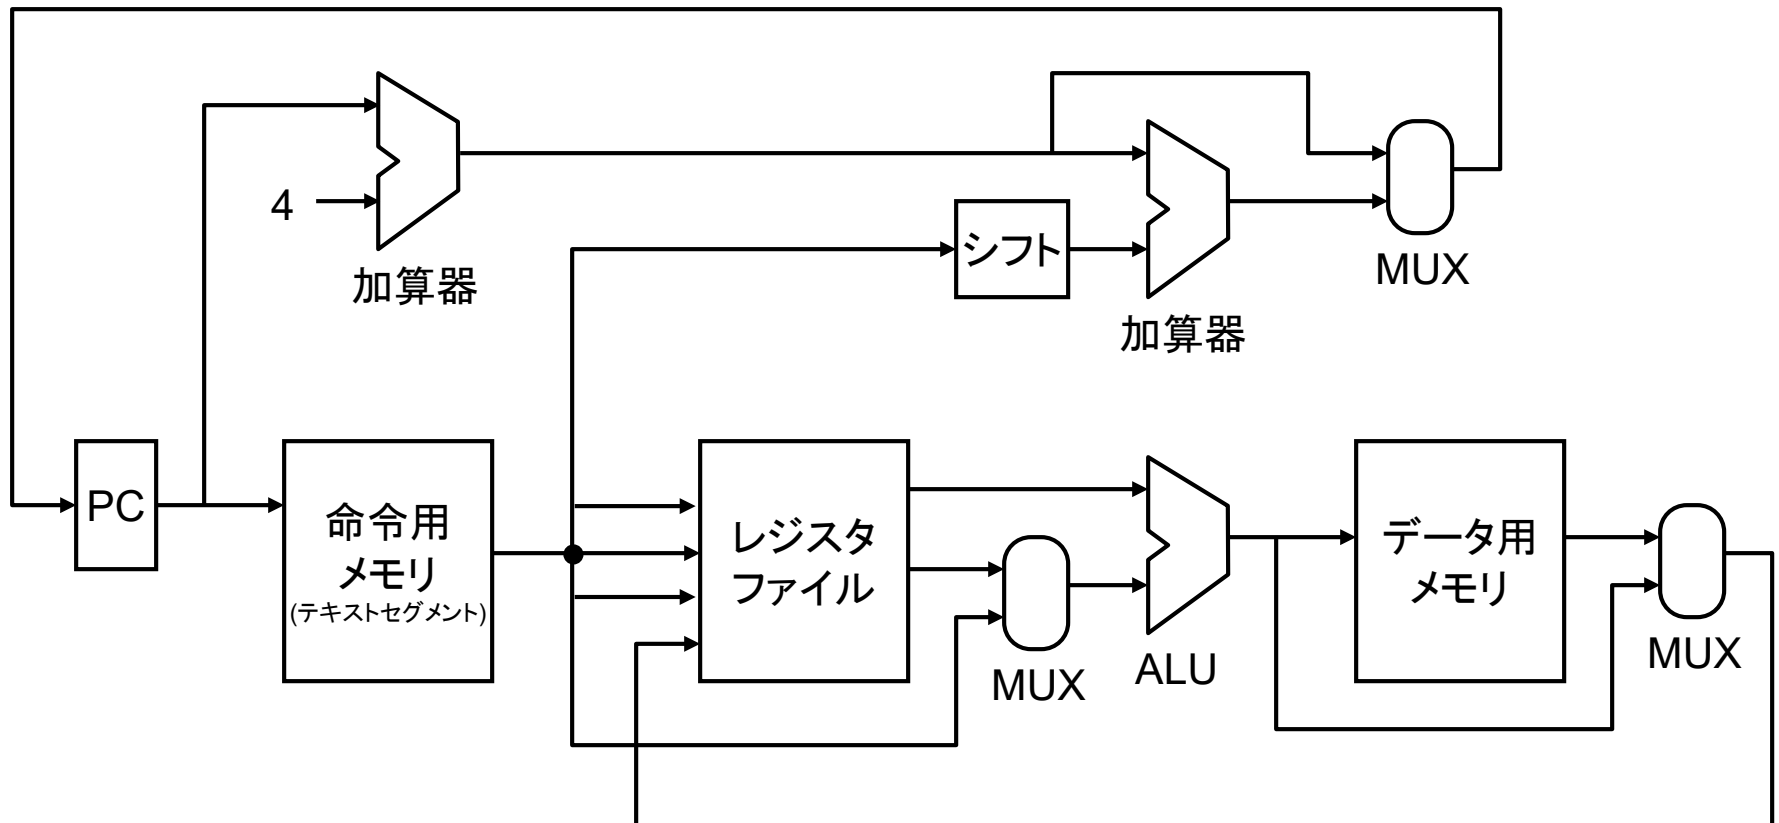 4
加算器
シフト
MUX
加算器
PC
命令用
メモリ
(テキストセグメント)
レジスタ
ファイル
MUX
ALU
データ用
メモリ
MUX